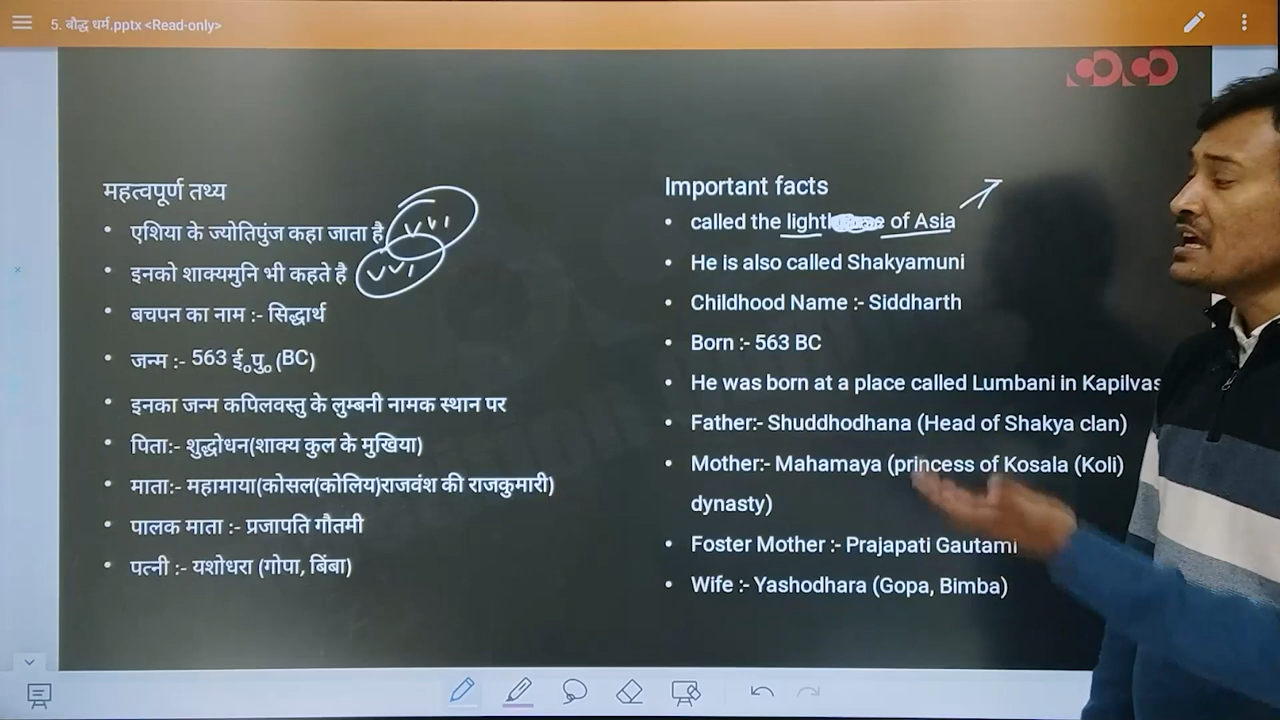 5. बौद्ध धर्म.pptx <Read-only>
महत्वपूर्ण तथ्य
• एशिया के ज्योतिपुंज कहा जाता है VVI
• इनको शाक्यमुनि भी कहते है VVI
• बचपन का नाम :- सिद्धार्थ
• जन्म :- 563 ई॰पु॰ (BC)
• इनका जन्म कपिलवस्तु के लुम्बनी नामक स्थान पर
• पिता:- शुद्धोधन(शाक्य कुल के मुखिया)
• माता:- महामाया(कोसल(कोलिय)राजवंश की राजकुमारी)
• पालक माता :- प्रजापति गौतमी
• पत्नी :- यशोधरा (गोपा, बिंबा)
Important facts
• called the light of Asia
• He is also called Shakyamuni
• Childhood Name :- Siddharth
• Born :- 563 BC
• He was born at a place called Lumbani in Kapilvas
• Father:- Shuddhodhana (Head of Shakya clan)
• Mother:- Mahamaya (princess of Kosala (Koli)
dynasty)
• Foster Mother :- Prajapati Gautami
• Wife :- Yashodhara (Gopa, Bimba)